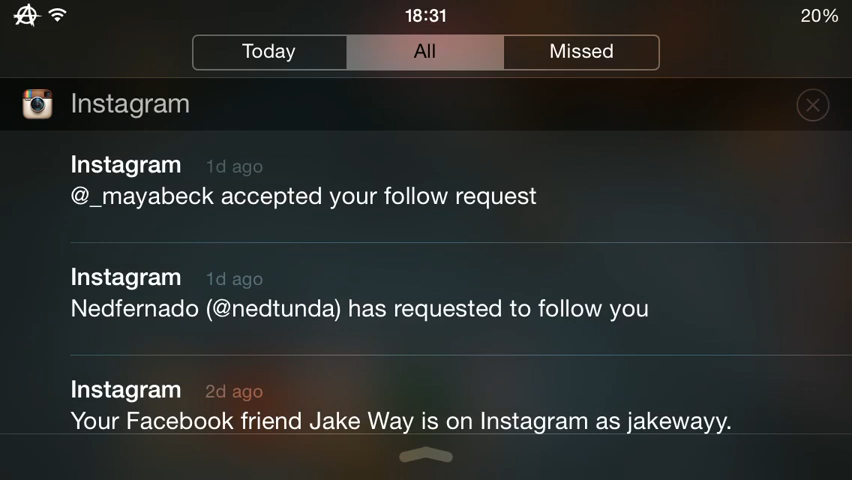 18:31
20%
Today
All
Missed
Instagram
Instagram 1d ago
@_mayabeck accepted your follow request
Instagram 1d ago
Nedfernado (@nedtunda) has requested to follow you
Instagram 2d ago
Your Facebook friend Jake Way is on Instagram as jakewayy.